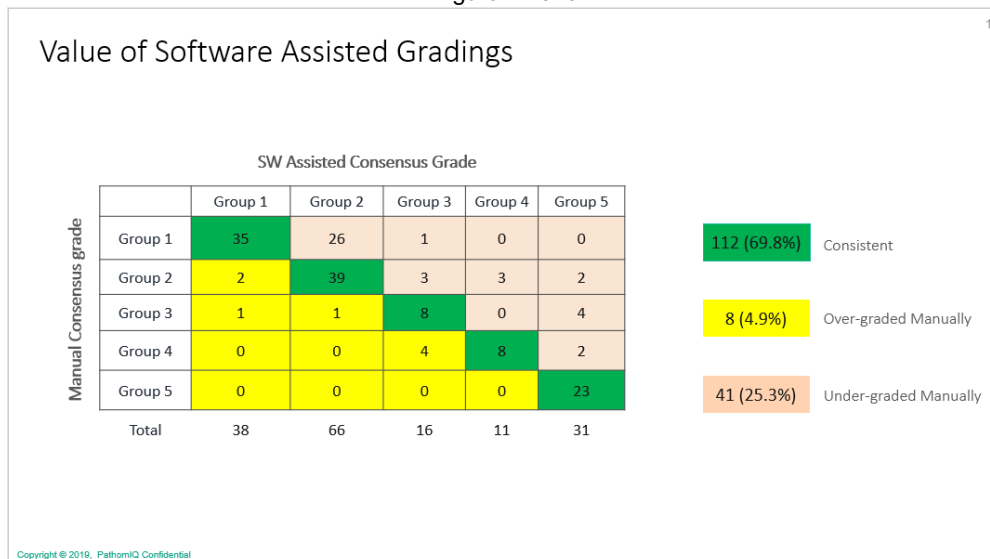 1
Value of Software Assisted Gradings
SW Assisted Consensus Grade
Manual Consensus grade
Group 1 Group 2 Group 3 Group 4 Group 5
Group 1 35 26 1 0 0
Group 2 2 39 3 3 2
Group 3 1 1 8 0 4
Group 4 0 0 4 8 2
Group 5 0 0 0 0 23
Total 38 66 16 11 31
112 (69.8%) Consistent
8 (4.9%) Over-graded Manually
41 (25.3%) Under-graded Manually
Copyright © 2019, PathomIQ Confidential